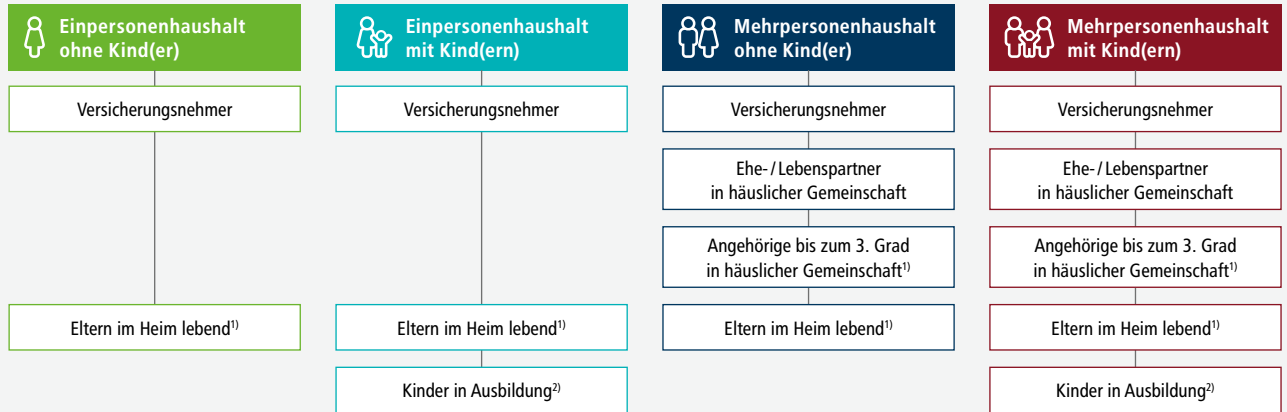 Einpersonenhaushalt
ohne Kind(er)
Versicherungsnehmer
Eltern im Heim lebend¹⁾
Einpersonenhaushalt
mit Kind(ern)
Versicherungsnehmer
Eltern im Heim lebend¹⁾
Kinder in Ausbildung²⁾
Mehrpersonenhaushalt
ohne Kind(er)
Versicherungsnehmer
Ehe- / Lebenspartner
in häuslicher Gemeinschaft
Angehörige bis zum 3. Grad
in häuslicher Gemeinschaft¹⁾
Eltern im Heim lebend¹⁾
Mehrpersonenhaushalt
mit Kind(ern)
Versicherungsnehmer
Ehe- / Lebenspartner
in häuslicher Gemeinschaft
Angehörige bis zum 3. Grad
in häuslicher Gemeinschaft¹⁾
Eltern im Heim lebend¹⁾
Kinder in Ausbildung²⁾